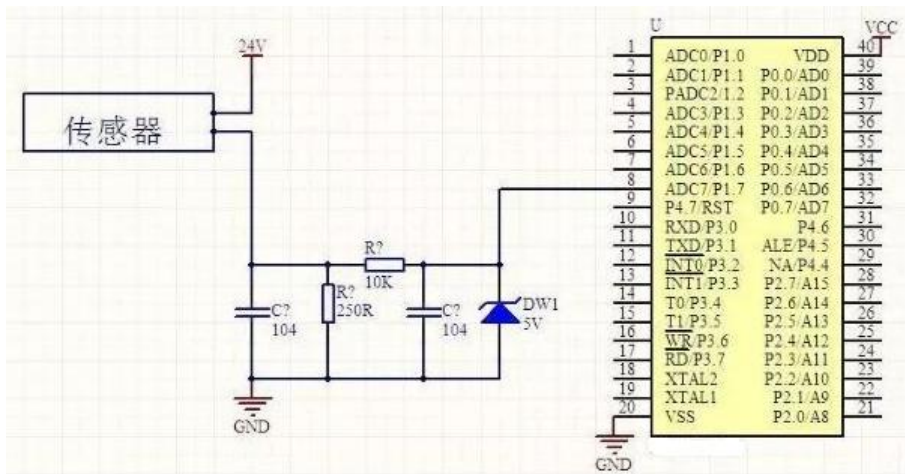 U
VCC
24V
传感器
1 ADC0/P1.0 VDD 40
2 ADC1/P1.1 P0.0/AD0 39
3 PADC2/1.2 P0.1/AD1 38
4 ADC3/P1.3 P0.2/AD2 37
5 ADC4/P1.4 P0.3/AD3 36
6 ADC5/P1.5 P0.4/AD4 35
7 ADC6/P1.6 P0.5/AD5 34
8 ADC7/P1.7 P0.6/AD6 33
9 P4.7/RST P0.7/AD7 32
10 RXD/P3.0 P4.6 31
11 TXD/P3.1 ALE/P4.5 30
12 INT0/P3.2 NA/P4.4 29
13 INT1/P3.3 P2.7/A15 28
14 T0/P3.4 P2.6/A14 27
15 T1/P3.5 P2.5/A13 26
16 WR/P3.6 P2.4/A12 25
17 RD/P3.7 P2.3/A11 24
18 XTAL2 P2.2/A10 23
19 XTAL1 P2.1/A9 22
20 VSS P2.0/A8 21
R?
10K
C?
104
R?
250R
C?
104
DW1
5V
GND
GND